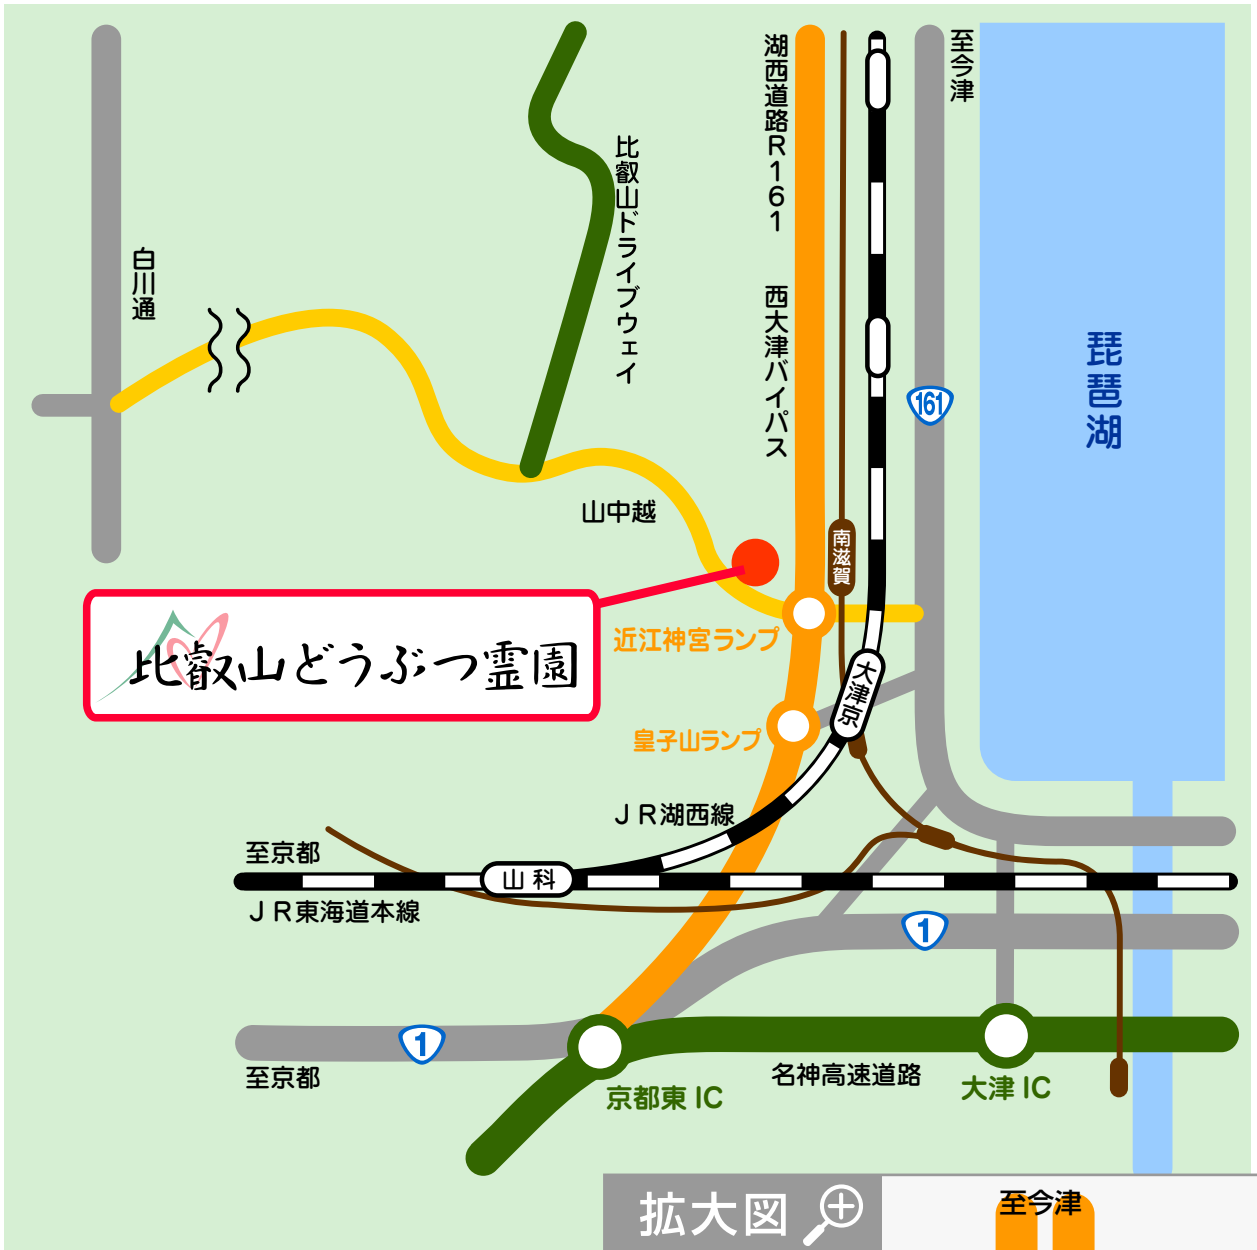 至今津
湖西道路R161
西大津バイパス
比叡山ドライブウェイ
白川通
琵琶湖
161
山中越
南滋賀
近江神宮ランプ
比叡山どうぶつ霊園
大津京
皇子山ランプ
JR湖西線
至京都
山科
JR東海道本線
1
1
至京都
名神高速道路
京都東IC
大津IC
拡大図
至今津